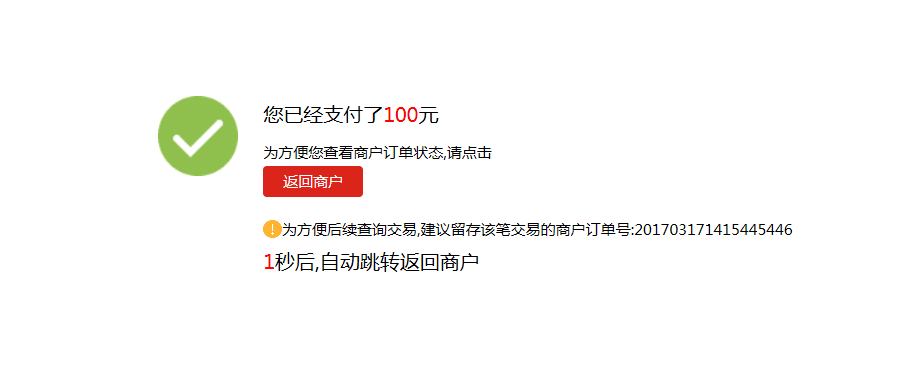 您已经支付了100元
为方便您查看商户订单状态,请点击
返回商户
!为方便后续查询交易,建议留存该笔交易的商户订单号:201703171415445446
1秒后,自动跳转返回商户